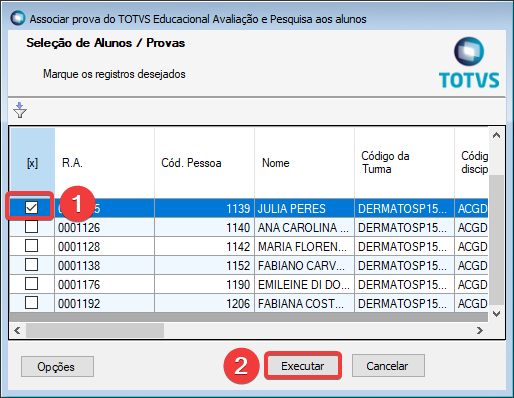 Associar prova do TOTVS Educacional Avaliação e Pesquisa aos alunos
Seleção de Alunos / Provas
Marque os registros desejados
TOTVS
[x] R.A. Cód. Pessoa Nome Código da Turma Códig discip
1
1139 JULIA PERES DERMATOSP15... ACGD
0001126 1140 ANA CAROLINA ... DERMATOSP15... ACGD
0001128 1142 MARIA FLOREN... DERMATOSP15... ACGD
0001138 1152 FABIANO CARV... DERMATOSP15... ACGD
0001176 1190 EMILEINE DI DO... DERMATOSP15... ACGD
0001192 1206 FABIANA COST... DERMATOSP15... ACGD
Opções 2 Executar Cancelar